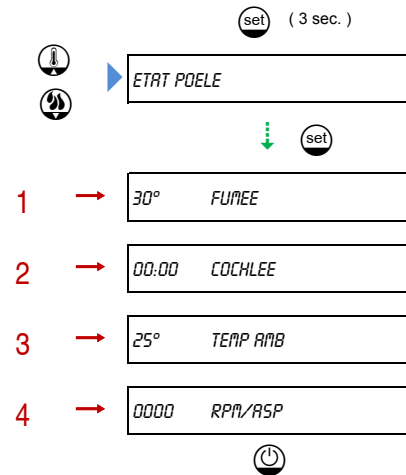 set ( 3 sec. )
ETAT POELE
set
1 30° FUMEE
2 00:00 COCHLEE
3 25° TEMP AMB
4 0000 RPM/ASP